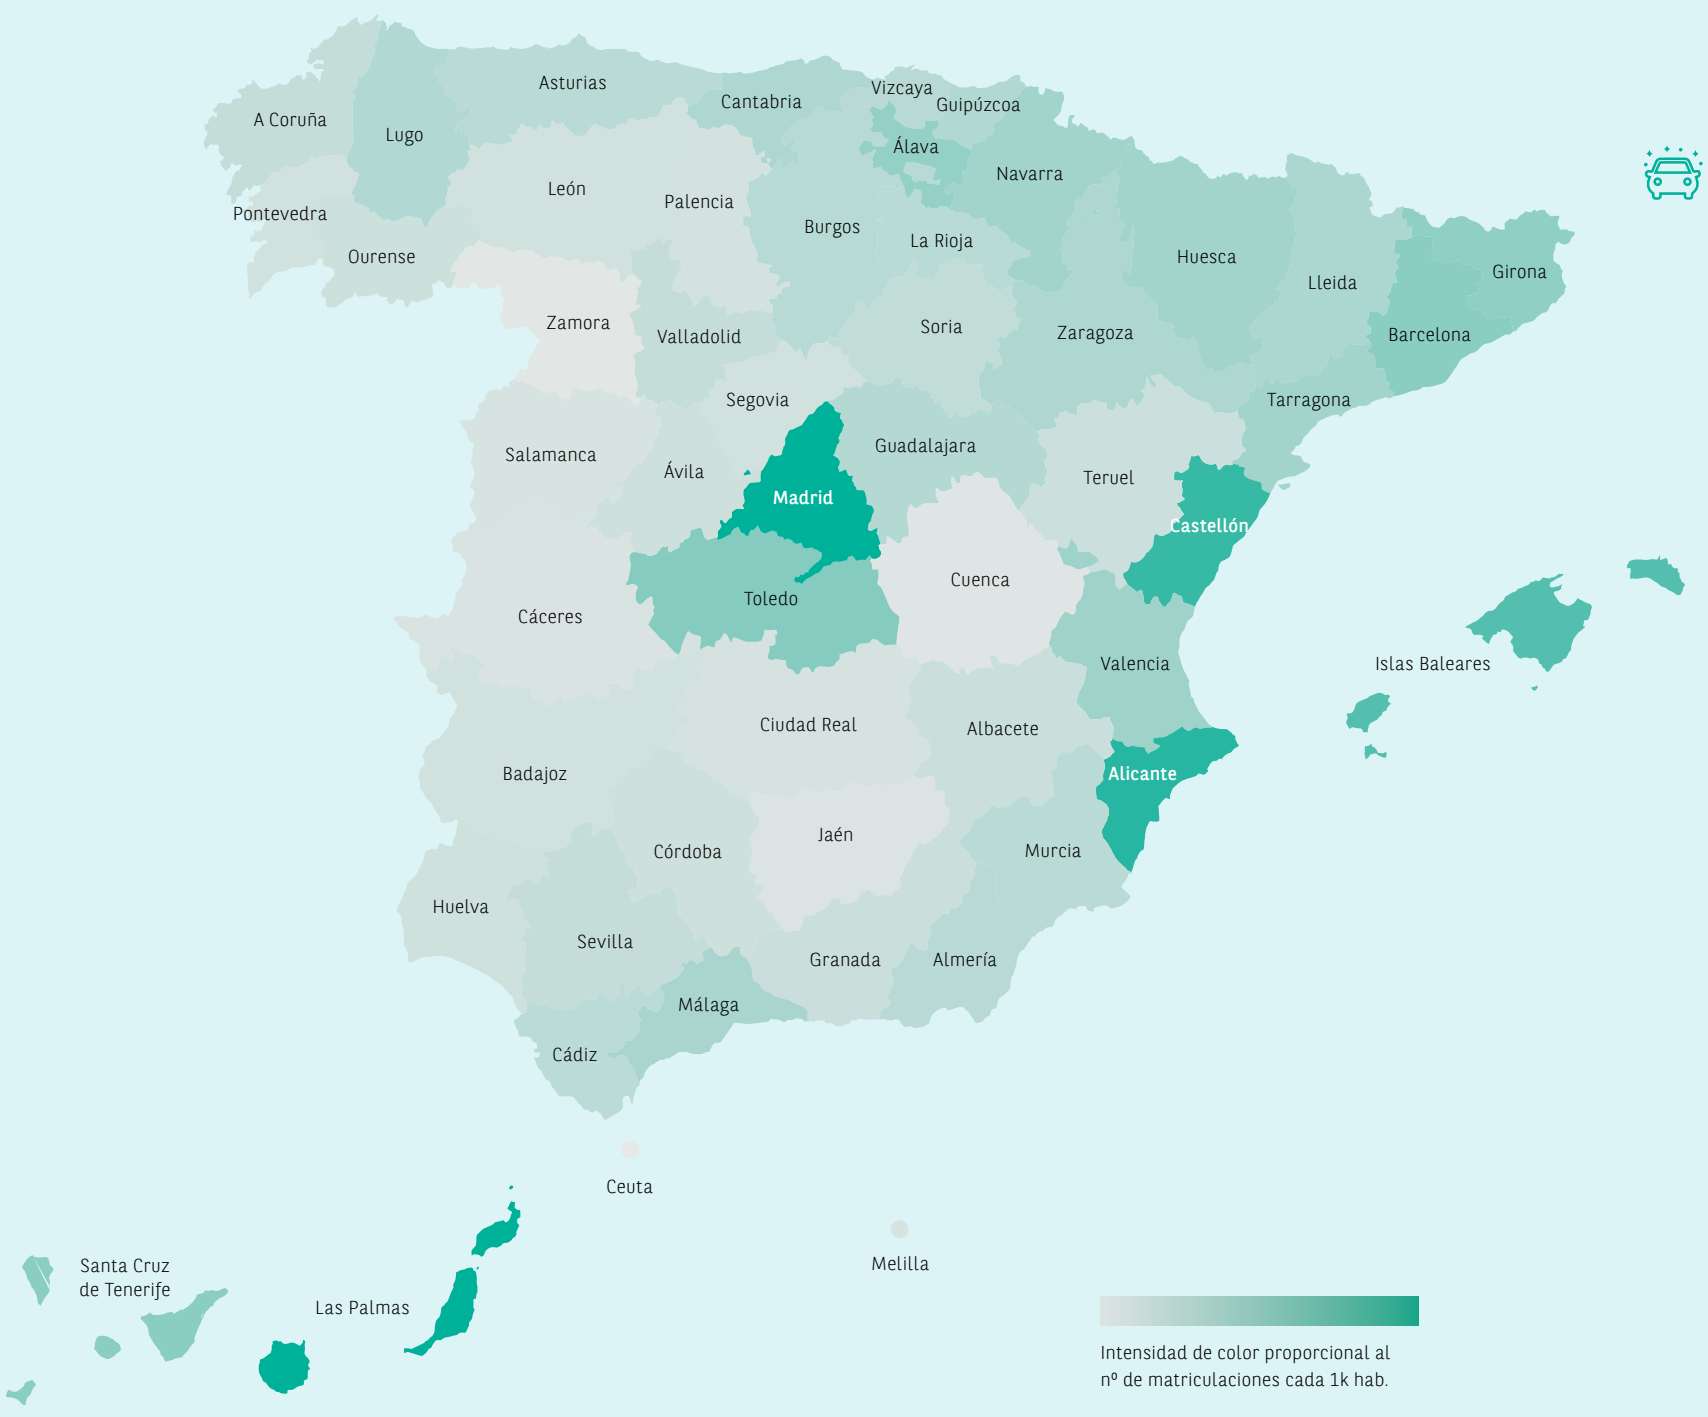 Asturias
Vizcaya
Cantabria
Guipúzcoa
A Coruña
Lugo
Álava
Navarra
León
Palencia
Pontevedra
Burgos
La Rioja
Ourense
Huesca
Girona
Lleida
Zamora
Soria
Valladolid
Zaragoza
Barcelona
Segovia
Tarragona
Guadalajara
Salamanca
Ávila
Teruel
Madrid
Castellón
Cuenca
Toledo
Cáceres
Valencia
Islas Baleares
Ciudad Real
Albacete
Badajoz
Alicante
Jaén
Córdoba
Murcia
Huelva
Sevilla
Granada
Almería
Málaga
Cádiz
Ceuta
Melilla
Santa Cruz
de Tenerife
Las Palmas
Intensidad de color proporcional al
nº de matriculaciones cada 1k hab.